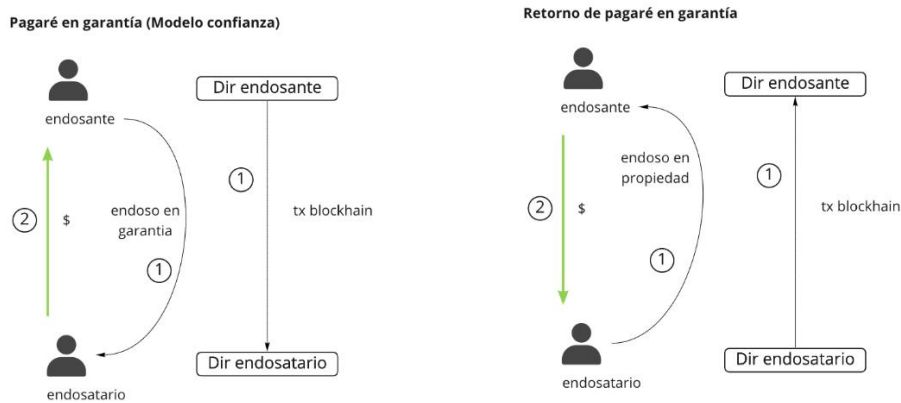 Pagaré en garantía (Modelo confianza)
endosante
Dir endosante
1
2
$
endoso en
garantia
1
tx blockhain
endosatario
Dir endosatario
Retorno de pagaré en garantía
endosante
Dir endosante
endoso en
propiedad
1
2
$
1
tx blockhain
endosatario
Dir endosatario